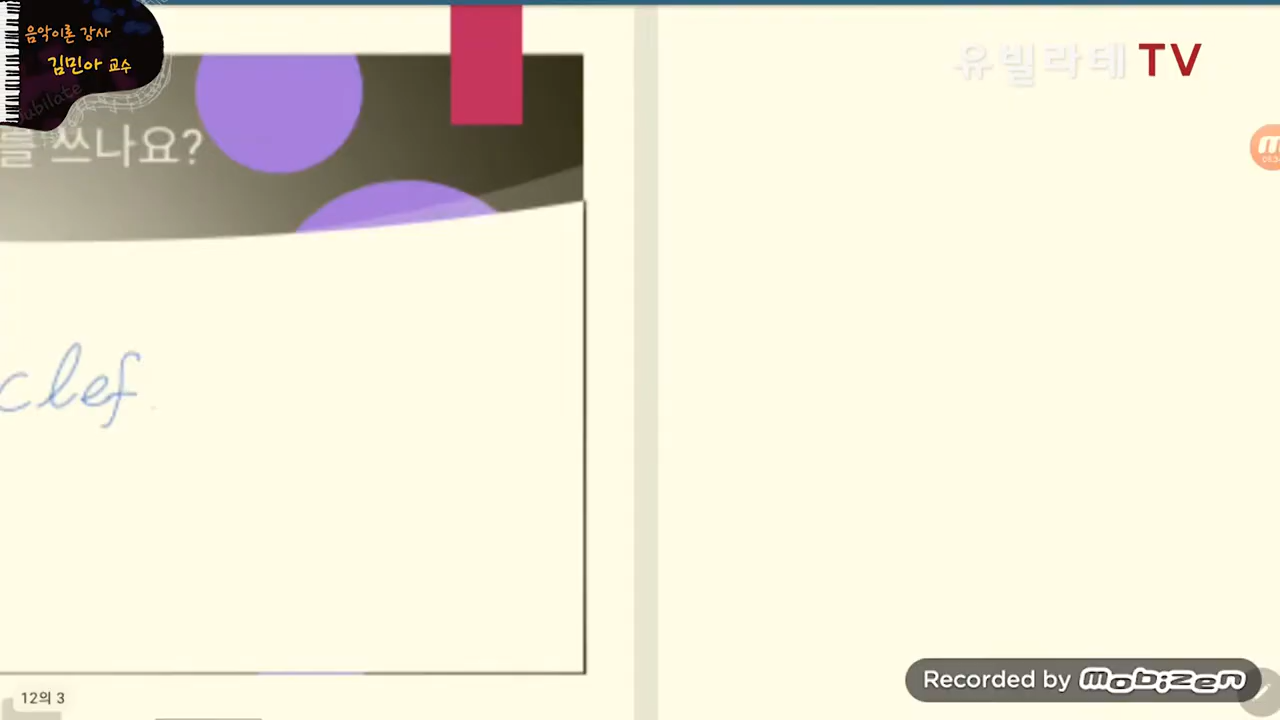 음악이론 강사
김민아 교수
Jubilate
유빌라테 TV
를 쓰나요?
clef
12의 3
Recorded by mobizen